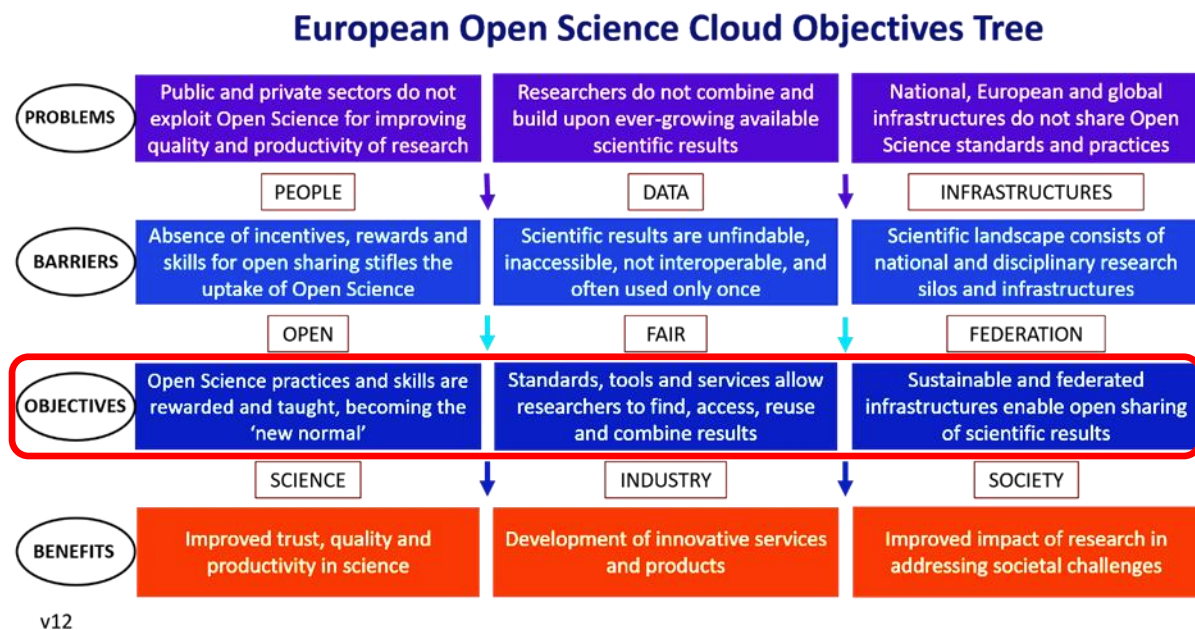 European Open Science Cloud Objectives Tree
PROBLEMS
Public and private sectors do not
exploit Open Science for improving
quality and productivity of research
Researchers do not combine and
build upon ever-growing available
scientific results
National, European and global
infrastructures do not share Open
Science standards and practices
PEOPLE
DATA
INFRASTRUCTURES
BARRIERS
Absence of incentives, rewards and
skills for open sharing stifles the
uptake of Open Science
Scientific results are unfindable,
inaccessible, not interoperable, and
often used only once
Scientific landscape consists of
national and disciplinary research
silos and infrastructures
OPEN
FAIR
FEDERATION
OBJECTIVES
Open Science practices and skills are
rewarded and taught, becoming the
‘new normal’
Standards, tools and services allow
researchers to find, access, reuse
and combine results
Sustainable and federated
infrastructures enable open sharing
of scientific results
SCIENCE
INDUSTRY
SOCIETY
BENEFITS
Improved trust, quality and
productivity in science
Development of innovative services
and products
Improved impact of research in
addressing societal challenges
v12